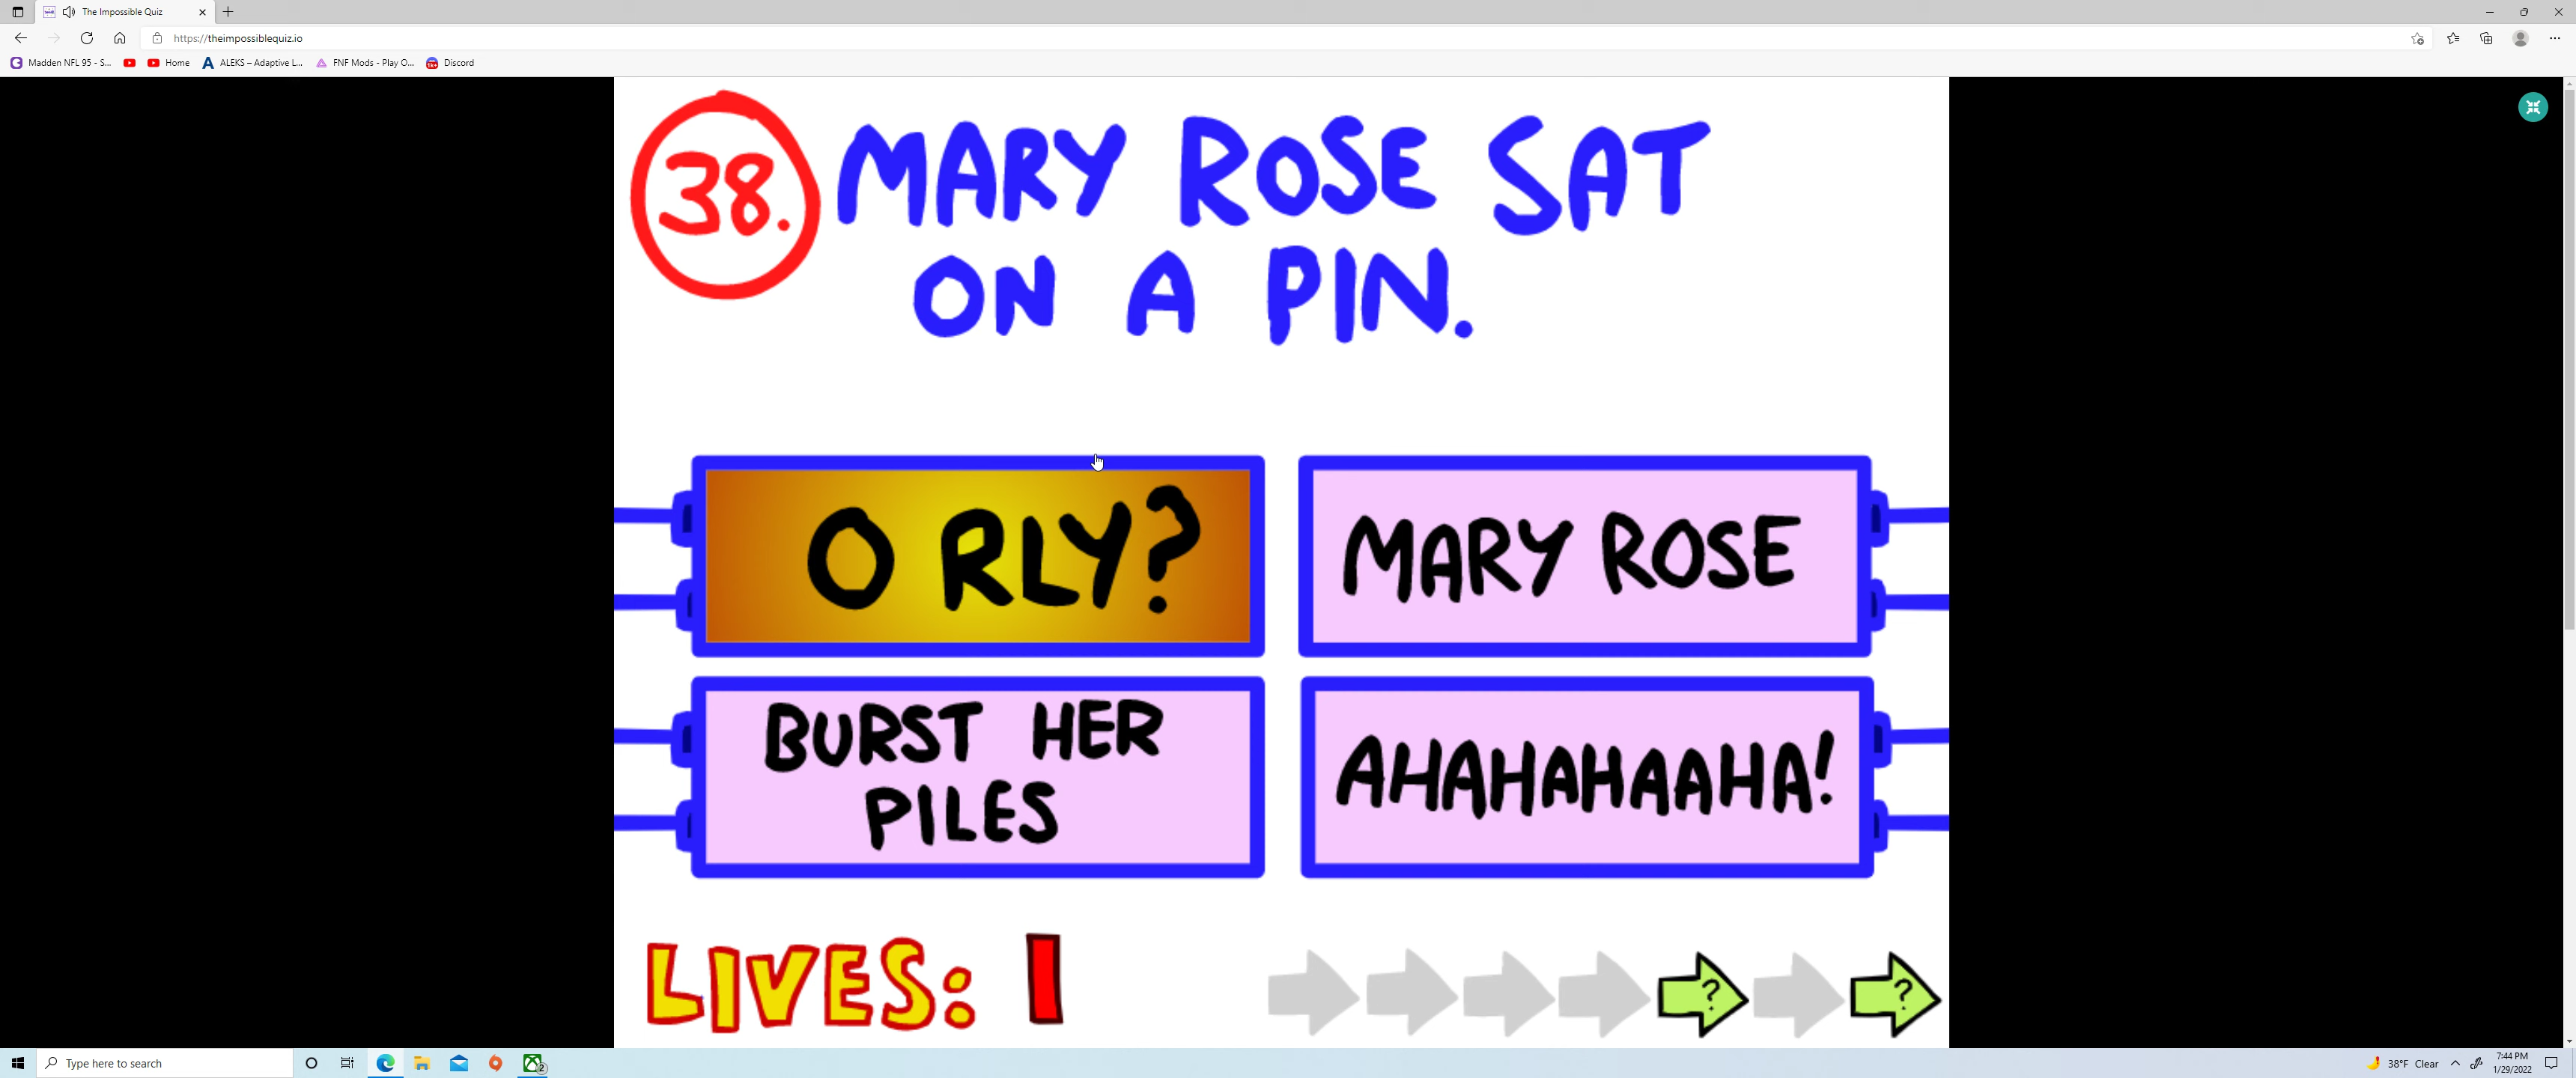 The Impossible Quiz
https://theimpossiblequiz.io
Madden NFL 95 - S...
Home
ALEKS – Adaptive L...
FNF Mods - Play O...
Discord
38.
MARY ROSE SAT
ON A PIN.
O RLY?
MARY ROSE
BURST HER
PILES
AHAHAHAAHA!
LIVES: 1
?
?
Type here to search
2
38°F Clear
7:44 PM
1/29/2022